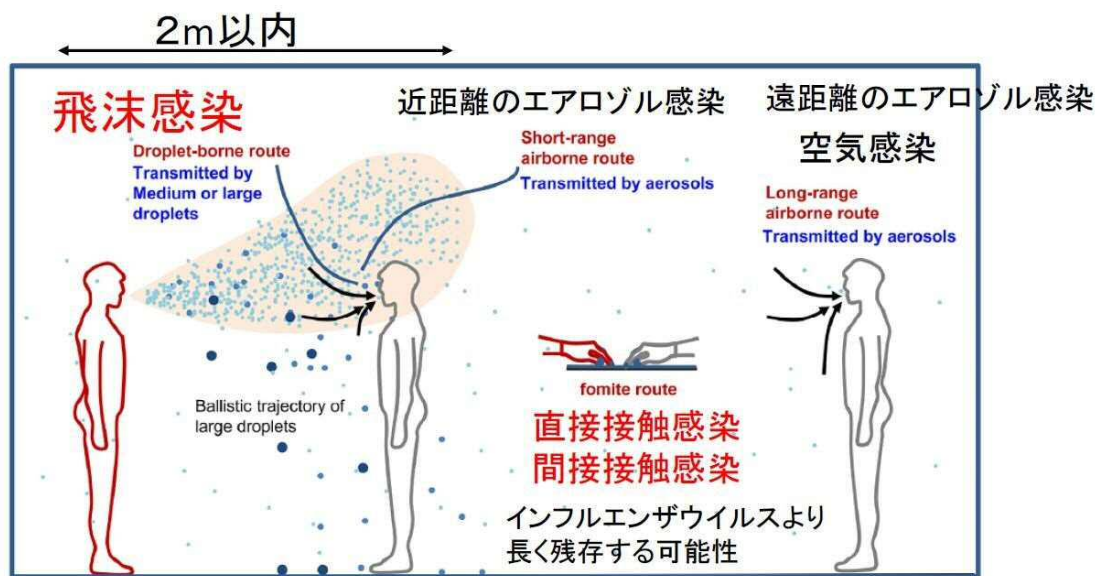 2m以内
飛沫感染
Droplet-borne route
Transmitted by
Medium or large
droplets
近距離のエアロゾル感染
Short-range
airborne route
Transmitted by aerosols
遠距離のエアロゾル感染
空気感染
Long-range
airborne route
Transmitted by aerosols
Ballistic trajectory of
large droplets
fomite route
直接接触感染
間接接触感染
インフルエンザウイルスより
長く残存する可能性